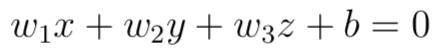 w₁x + w₂y + w₃z + b = 0